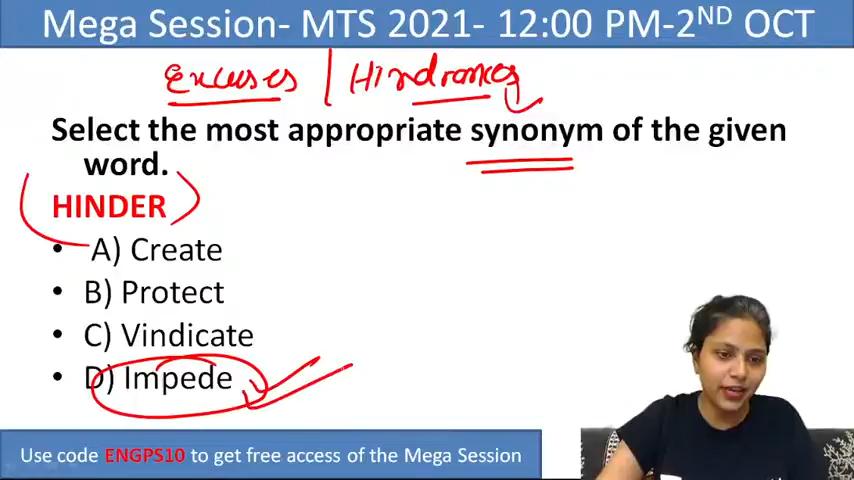 Mega Session- MTS 2021- 12:00 PM-2ND OCT
Excuses | Hindrances
Select the most appropriate synonym of the given
word.
HINDER
• A) Create
• B) Protect
• C) Vindicate
• D) Impede
Use code ENGPS10 to get free access of the Mega Session